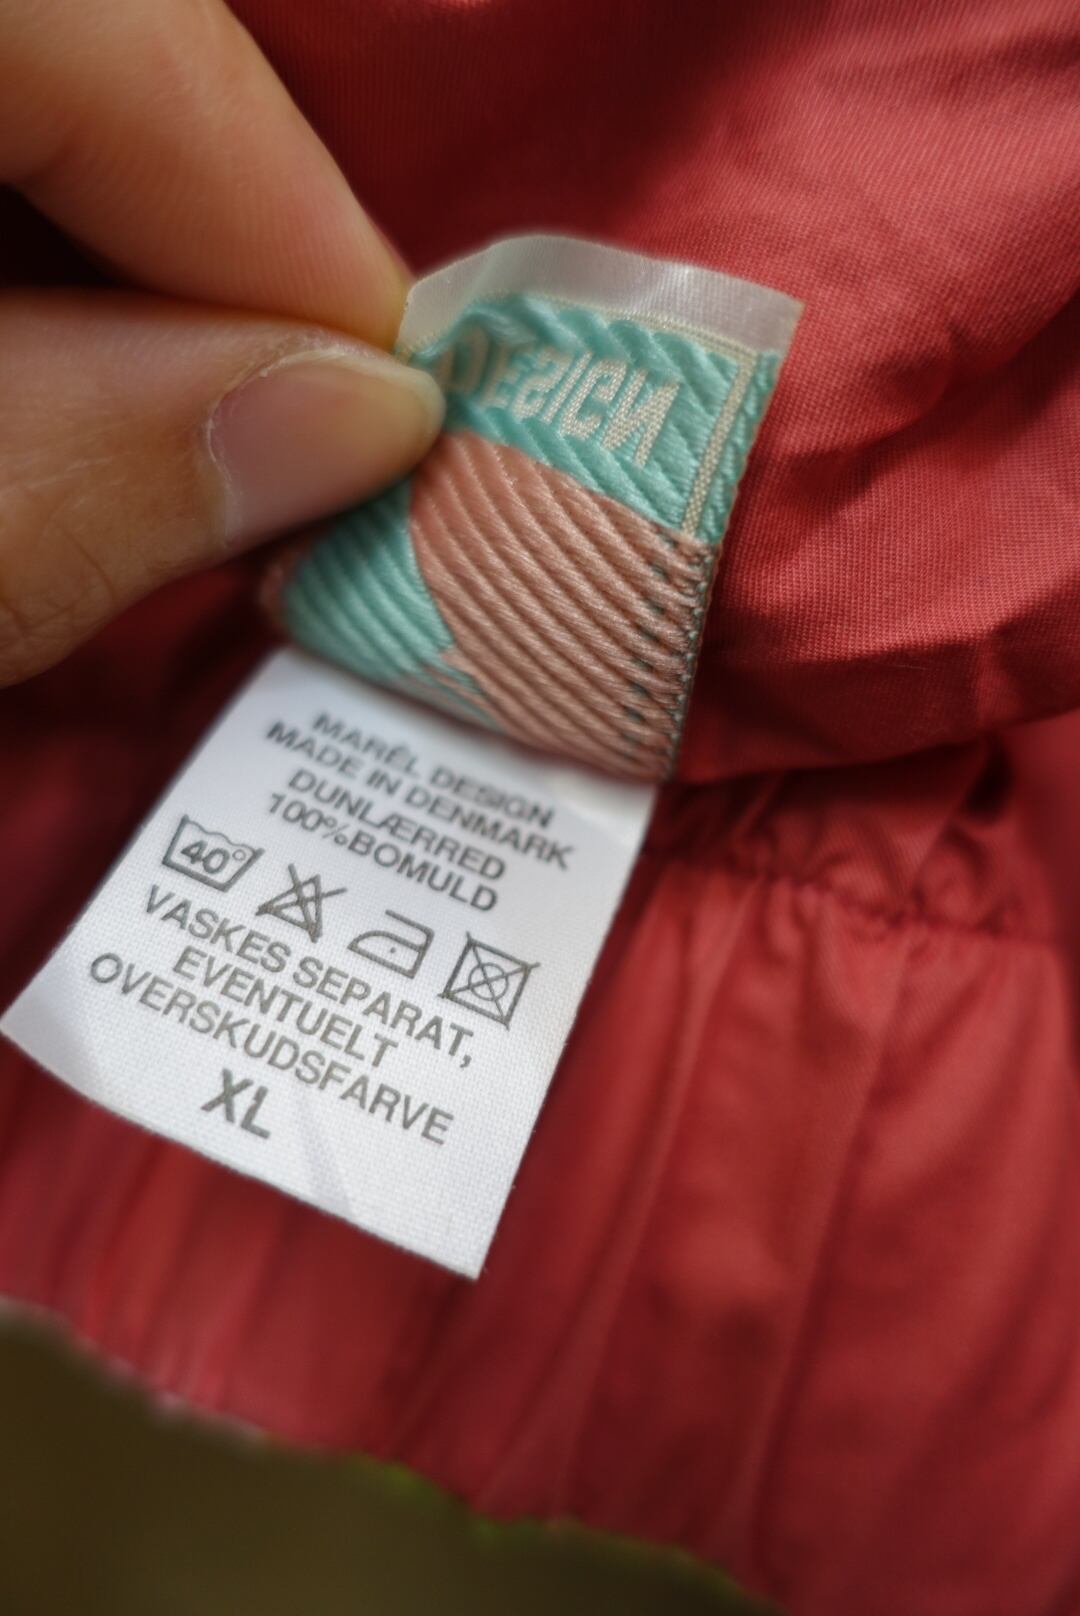 DESIGN
MARÉL DESIGN
MADE IN DENMARK
DUNLÆRRED
100%BOMULD
40°
VASKES SEPARAT,
EVENTUELT
OVERSKUDSFARVE
XL